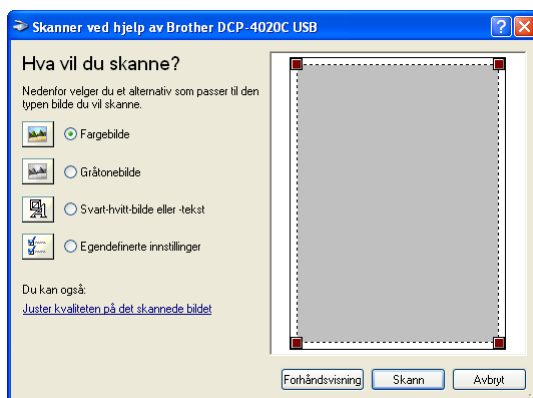 Skanner ved hjelp av Brother DCP-4020C USB
Hva vil du skanne?
Nedenfor velger du et alternativ som passer til den
typen bilde du vil skanne.
Fargebilde
Gråtonebilde
Svart-hvitt-bilde eller -tekst
Egendefinerte innstillinger
Du kan også:
Juster kvaliteten på det skannede bildet
Forhåndsvisning
Skann
Avbryt